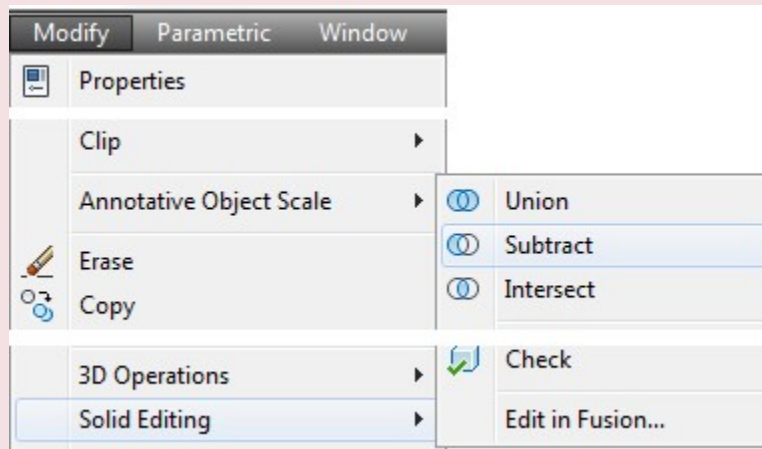 Modify Parametric Window
Properties
Clip
Annotative Object Scale
Erase
Copy
3D Operations
Solid Editing
Union
Subtract
Intersect
Check
Edit in Fusion...